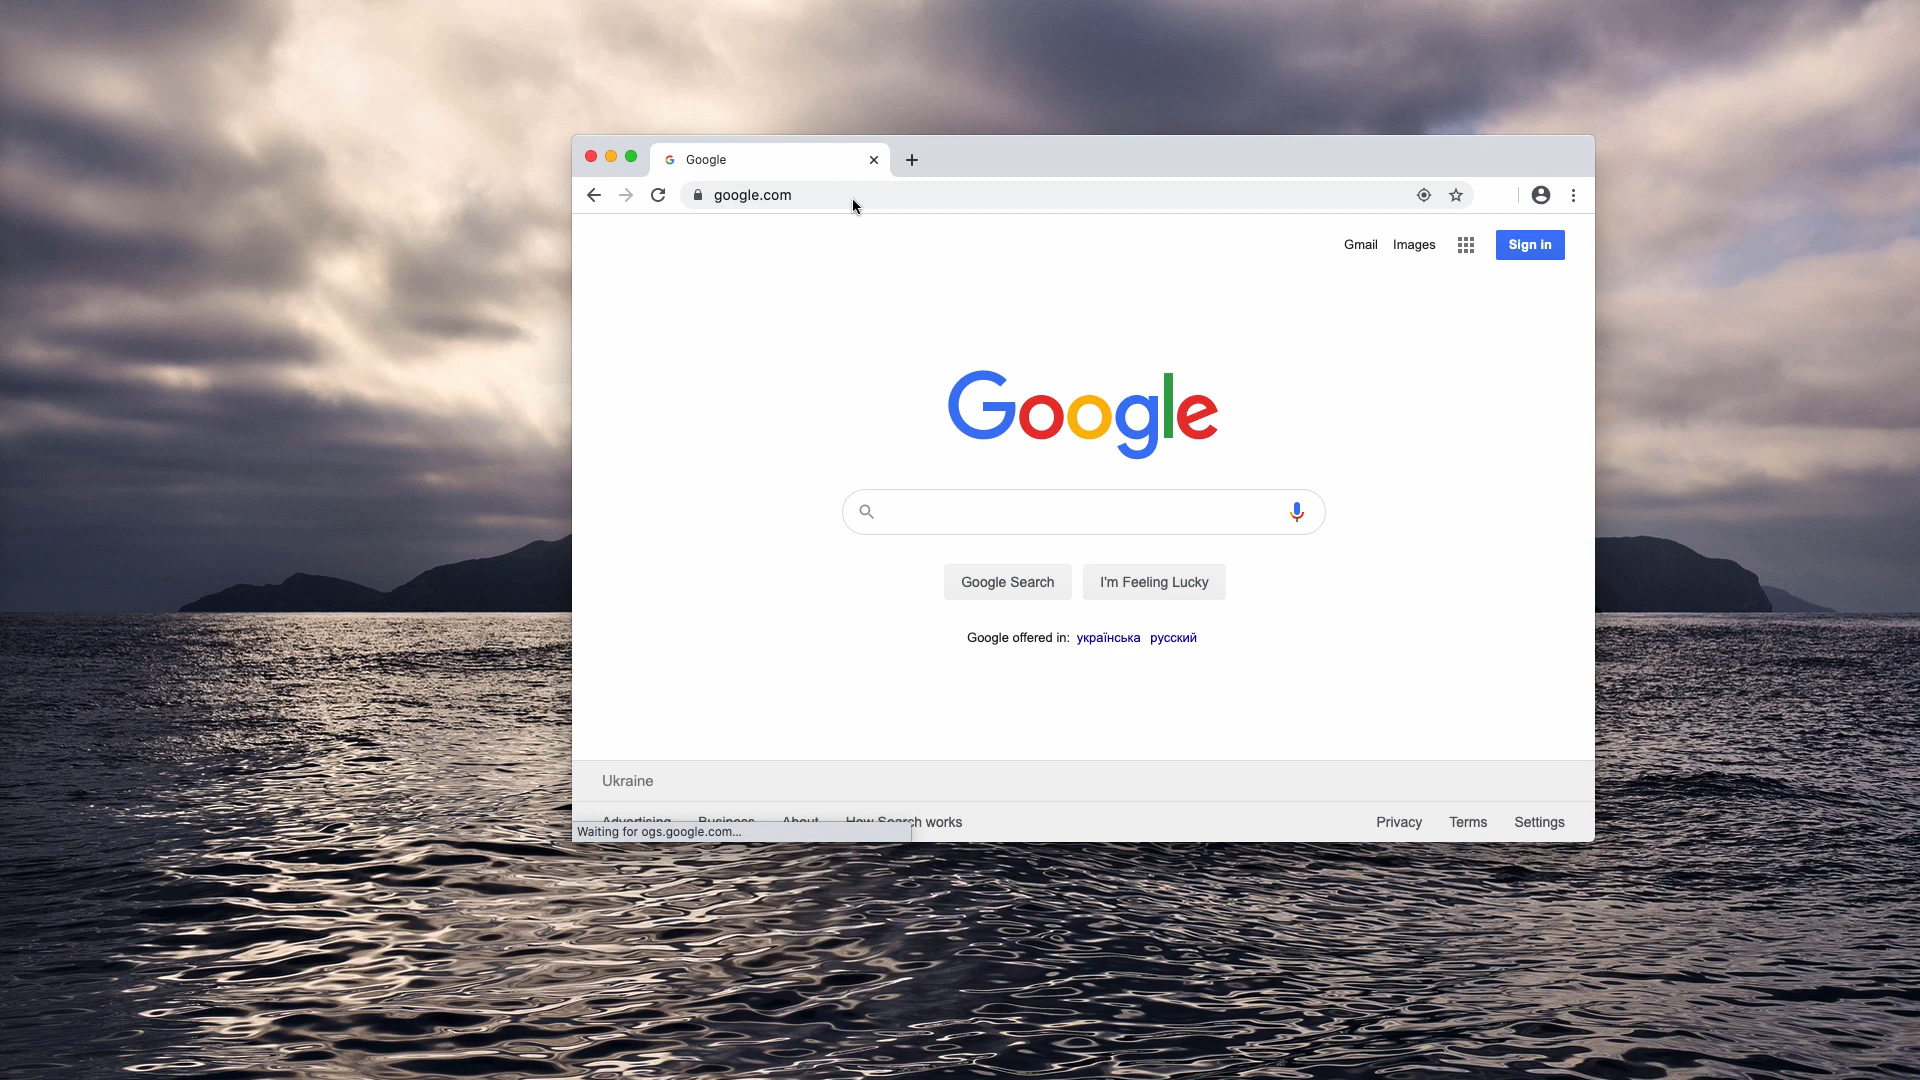 Google
google.com
Gmail Images Sign in
Google
Google Search I'm Feeling Lucky
Google offered in: українська русский
Ukraine
Advertising Business About How Search works Privacy Terms Settings
Waiting for ogs.google.com...